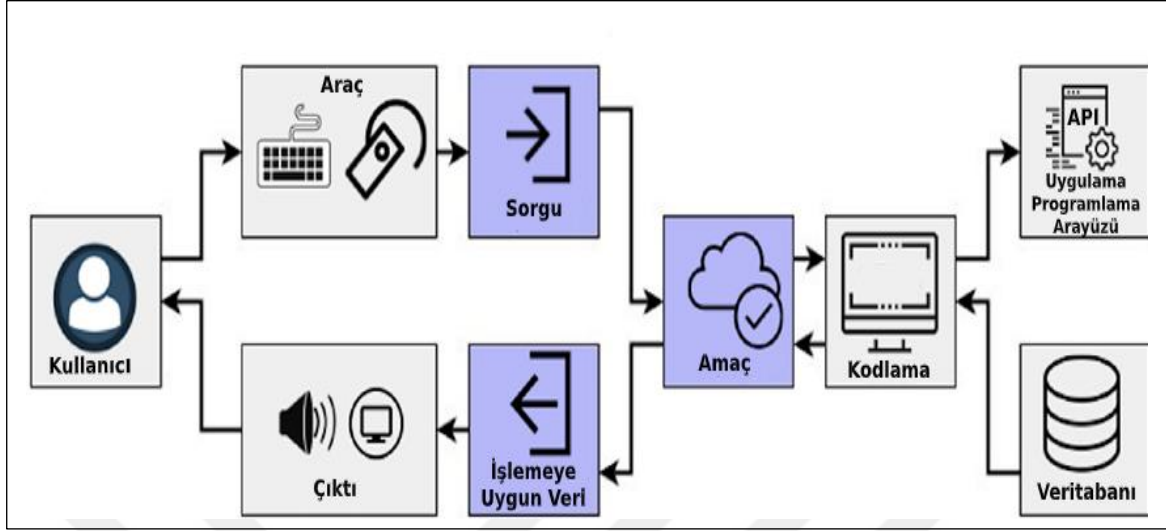 Araç
Sorgu
Kullanıcı
Amaç
Kodlama
API
Uygulama
Programlama
Arayüzü
Çıktı
İşlemeye
Uygun Veri
Veritabanı